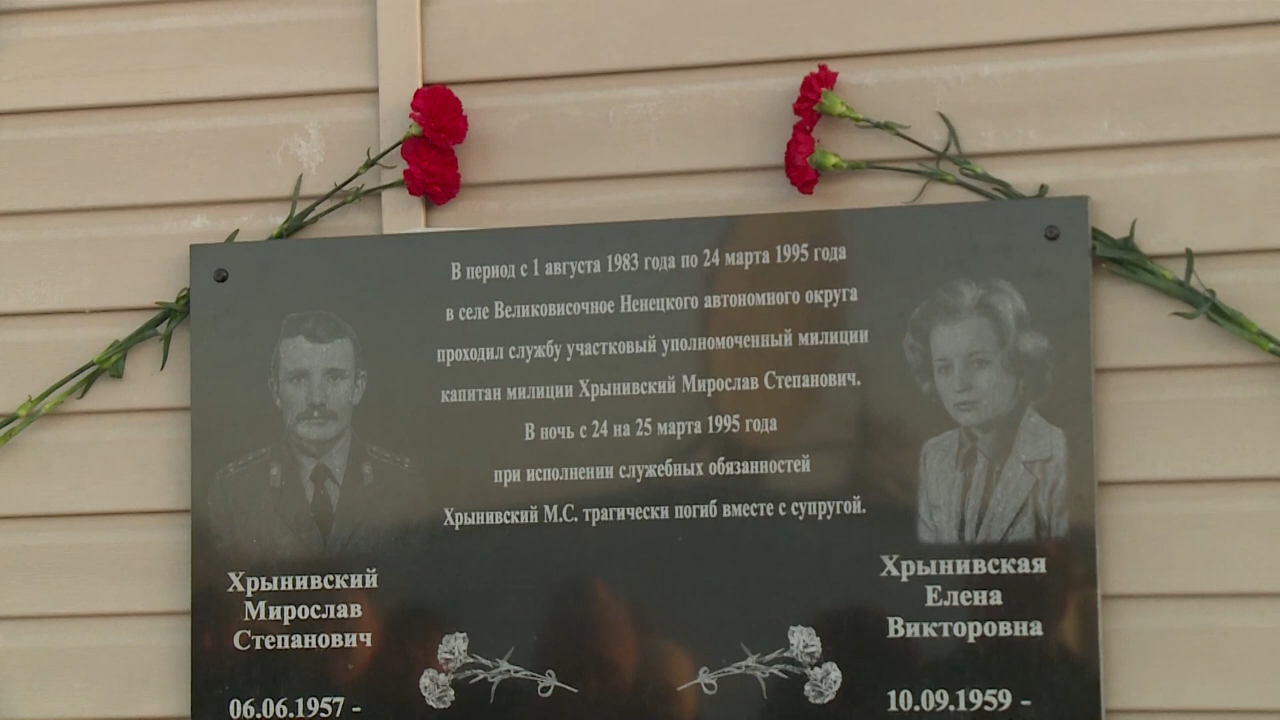 В период с 1 августа 1983 года по 24 марта 1995 года
в селе Великовисочное Ненецкого автономного округа
проходил службу участковый уполномоченный милиции
капитан милиции Хрынивский Мирослав Степанович.
В ночь с 24 на 25 марта 1995 года
при исполнении служебных обязанностей
Хрынивский М.С. трагически погиб вместе с супругой.
Хрынивский
Мирослав
Степанович
06.06.1957 -
Хрынивская
Елена
Викторовна
10.09.1959 -